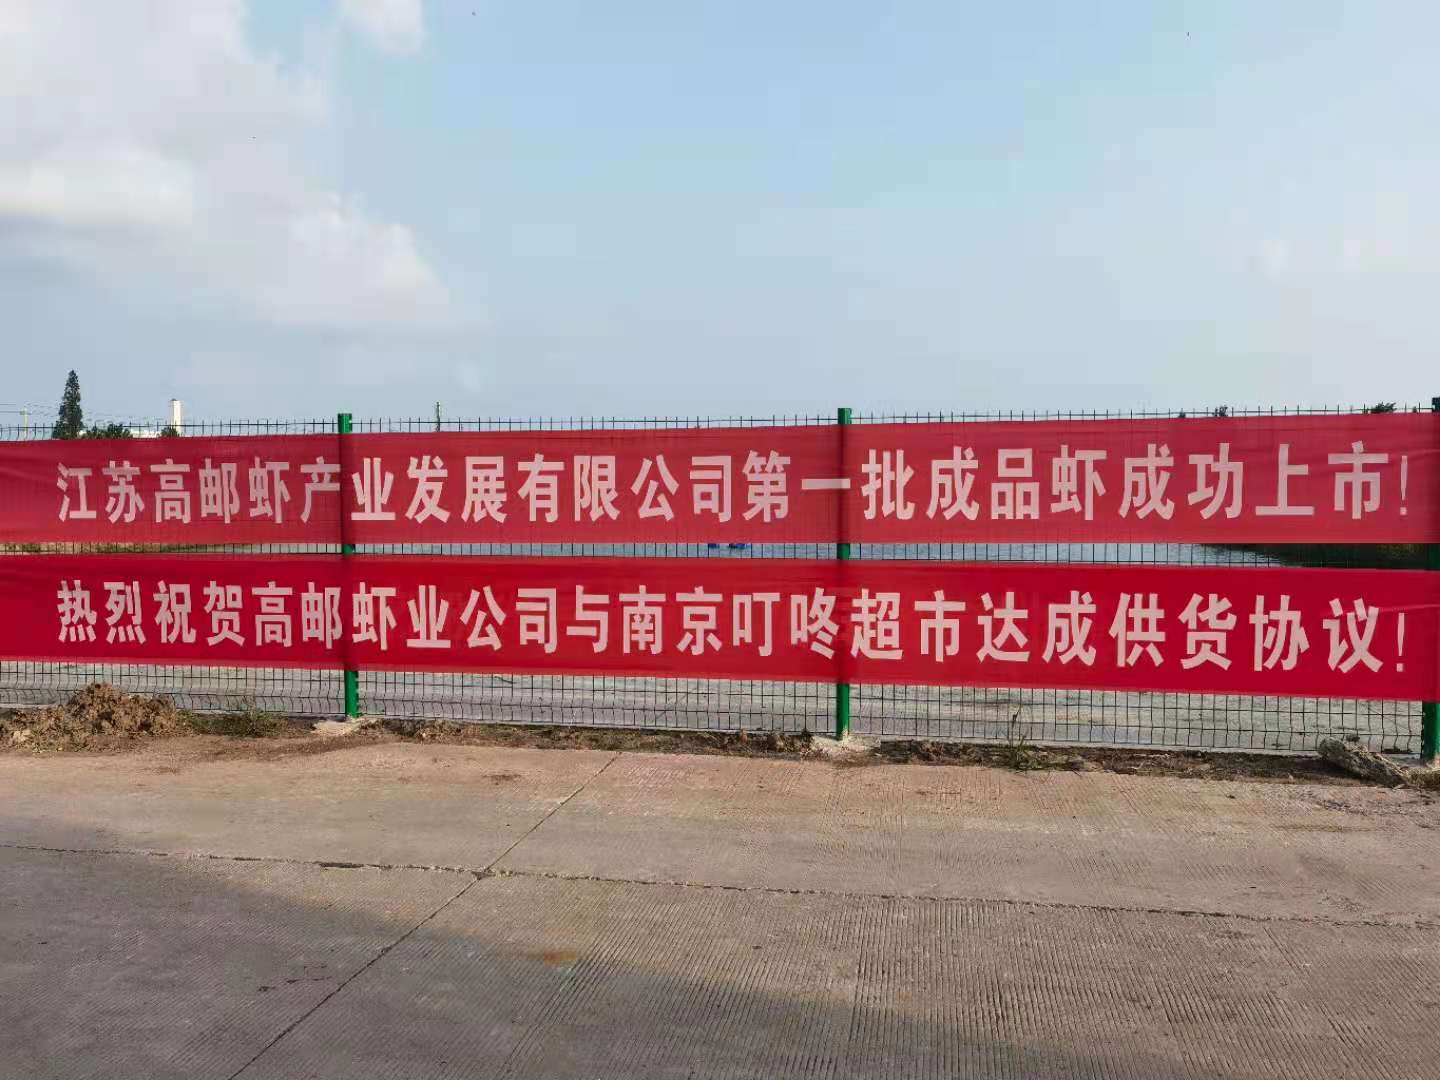 江苏高邮虾产业发展有限公司第一批成品虾成功上市!
热烈祝贺高邮虾业公司与南京叮咚超市达成供货协议!